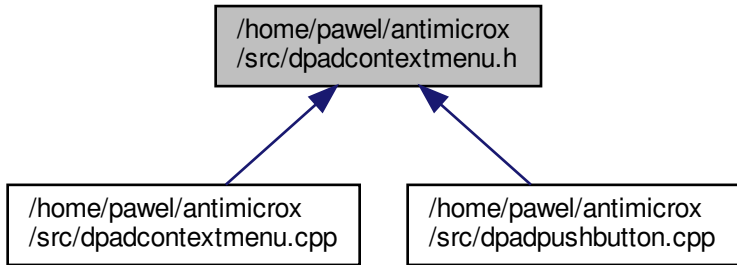 /home/pawel/antimicrox
/src/dpadcontextmenu.h
/home/pawel/antimicrox
/src/dpadcontextmenu.cpp
/home/pawel/antimicrox
/src/dpadpushbutton.cpp